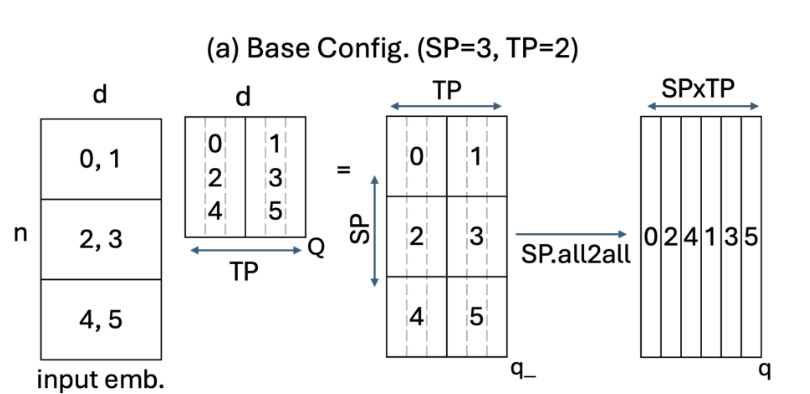 (a) Base Config. (SP=3, TP=2)
d
n
0, 1
2, 3
4, 5
input emb.
d
0 1
2 3
4 5
TP
Q
=
TP
SP
0 1
2 3
4 5
q_
SP.all2all
SPxTP
0 2 4 1 3 5
q